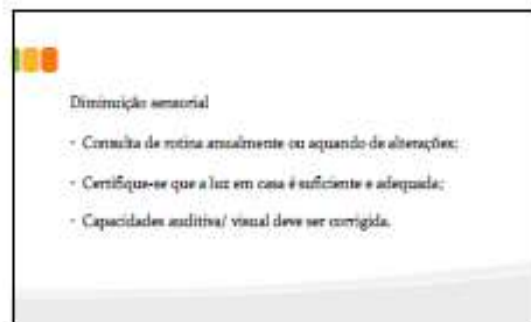 Diminuição sensorial
- Consulta de rotina anualmente ou aquando de alterações;
- Certifique-se que a luz em casa é suficiente e adequada;
- Capacidades auditiva/ visual deve ser corrigida.